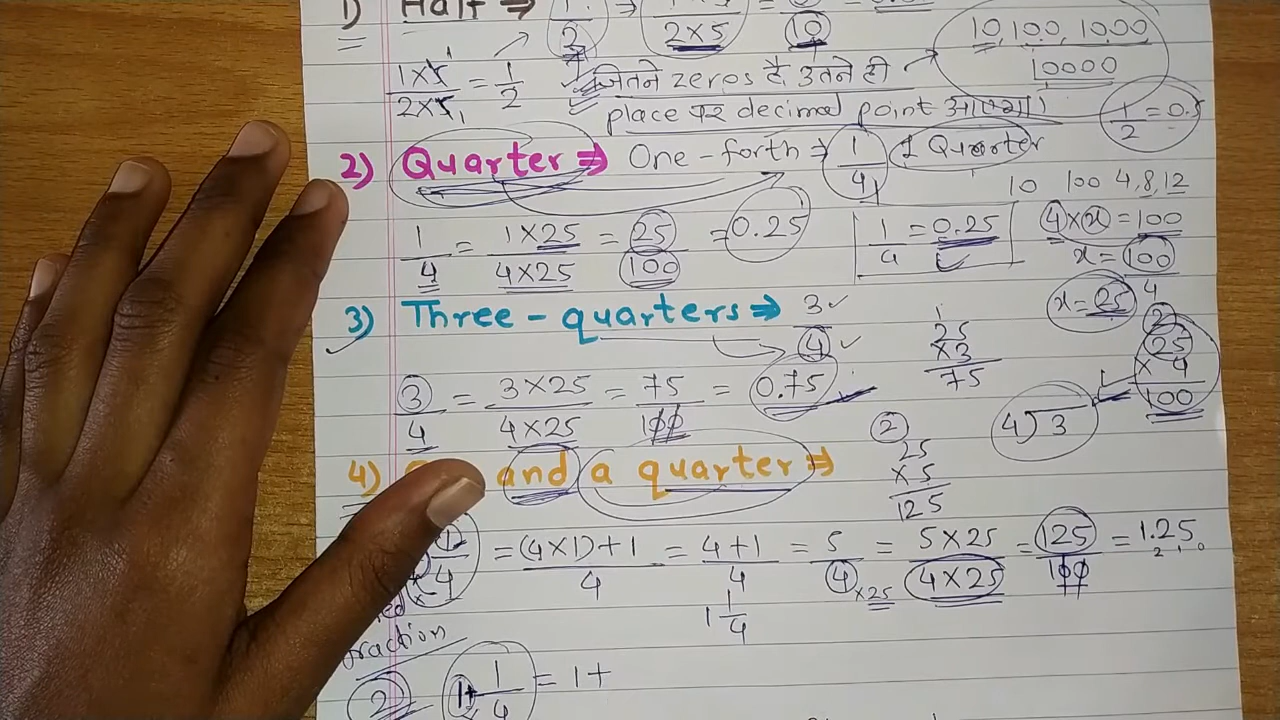 1) Half ⇒ 1/2 ⇒ 2×5 = 10
10, 100, 1000,
10000
1×5/2×5 = 1/2 जितने zeros है उतने ही
place पर decimal point आएगा।
1/2 = 0.5
2) Quarter ⇒ One-forth ⇒ 1/4 1 Quarter
10 100 4,8,12
1/4 = 1×25/4×25 = 25/100 = 0.25 1/4 = 0.25 4×x = 100
x = 100
4
x = 25
3) Three-quarters ⇒ 3/4
25
×3
75
2
25
× 4
100
3/4 = 3×25/4×25 = 75/100 = 0.75
4)3
2
25
×5
125
4) and a quarter ⇒
1/4 = (4×1)+1/4 = 4+1/4 = 5/4 = 5×25/4×25 = 125/100 = 1.25
×25
1 1/4
fraction
2 1+1/4 = 1+